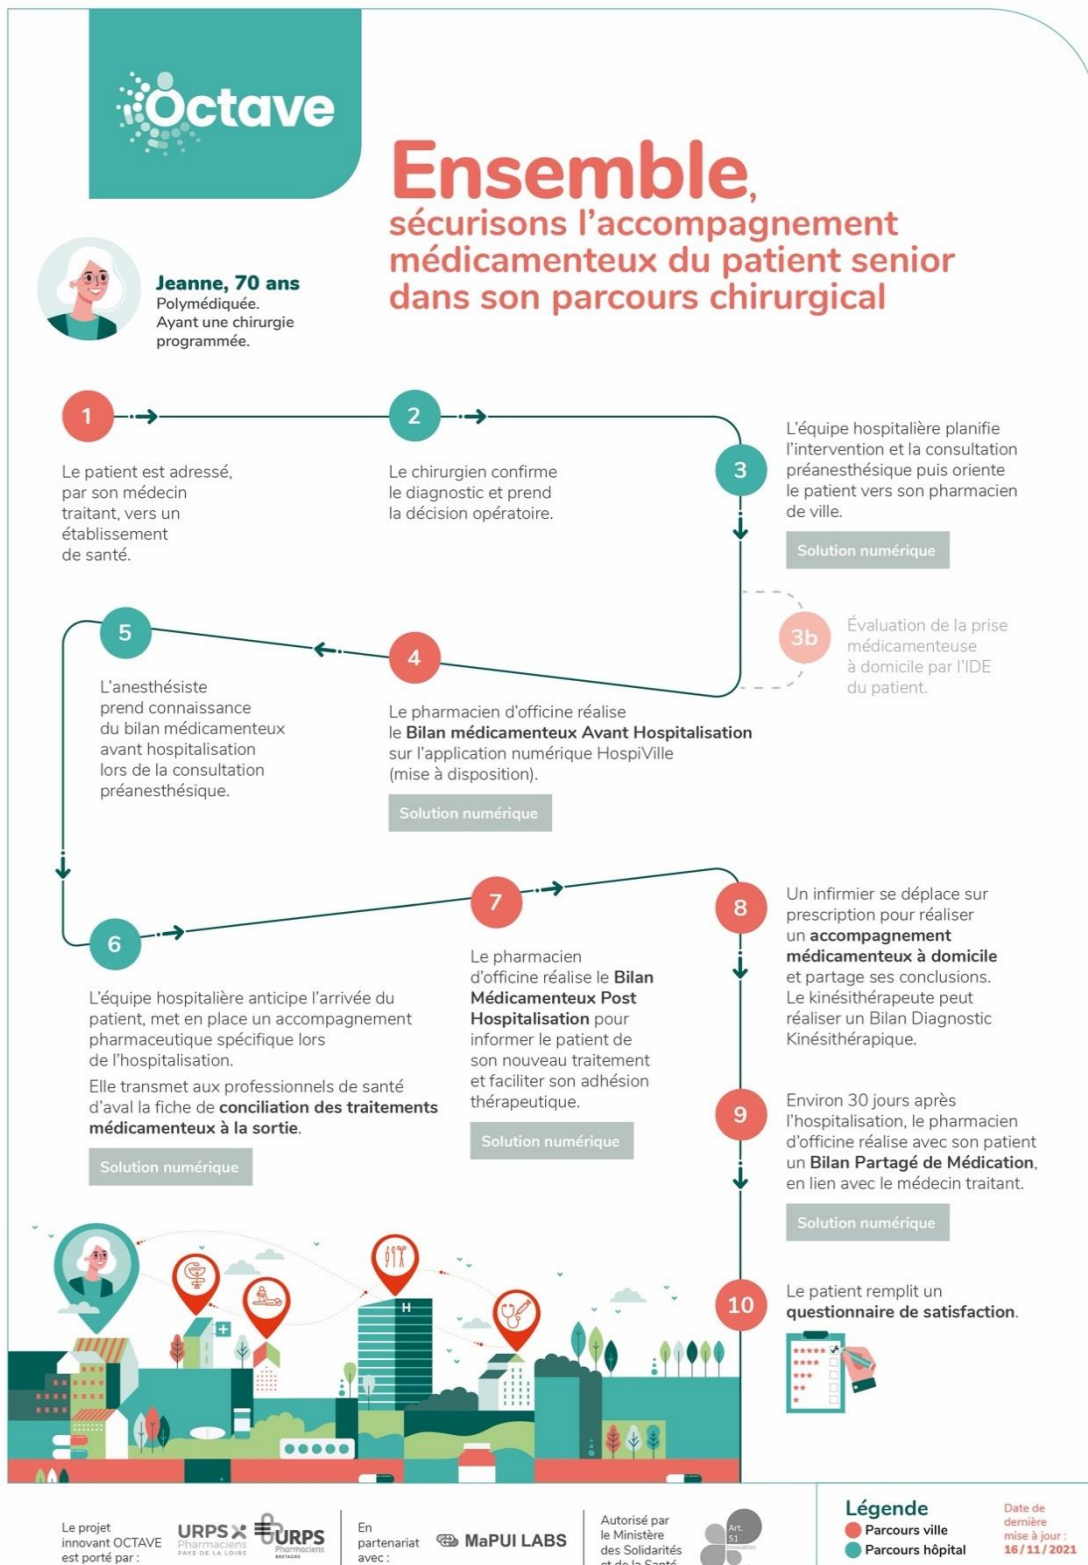 Octave
Ensemble,
sécurisons l’accompagnement
médicamenteux du patient senior
dans son parcours chirurgical
Jeanne, 70 ans
Polymédiquée.
Ayant une chirurgie
programmée.
1
Le patient est adressé,
par son médecin
traitant, vers un
établissement
de santé.
2
Le chirurgien confirme
le diagnostic et prend
la décision opératoire.
3
L’équipe hospitalière planifie
l’intervention et la consultation
préanesthésique puis oriente
le patient vers son pharmacien
de ville.
Solution numérique
3b
Évaluation de la prise
médicamenteuse
à domicile par l’IDE
du patient.
4
Le pharmacien d’officine réalise
le Bilan médicamenteux Avant Hospitalisation
sur l’application numérique HospiVille
(mise à disposition).
Solution numérique
5
L’anesthésiste
prend connaissance
du bilan médicamenteux
avant hospitalisation
lors de la consultation
préanesthésique.
6
L’équipe hospitalière anticipe l’arrivée du
patient, met en place un accompagnement
pharmaceutique spécifique lors
de l’hospitalisation.
Elle transmet aux professionnels de santé
d’aval la fiche de conciliation des traitements
médicamenteux à la sortie.
Solution numérique
7
Le pharmacien
d’officine réalise le Bilan
Médicamenteux Post
Hospitalisation pour
informer le patient de
son nouveau traitement
et faciliter son adhésion
thérapeutique.
Solution numérique
8
Un infirmier se déplace sur
prescription pour réaliser
un accompagnement
médicamenteux à domicile
et partage ses conclusions.
Le kinésithérapeute peut
réaliser un Bilan Diagnostic
Kinésithérapique.
9
Environ 30 jours après
l’hospitalisation, le pharmacien
d’officine réalise avec son patient
un Bilan Partagé de Médication,
en lien avec le médecin traitant.
Solution numérique
10
Le patient remplit un
questionnaire de satisfaction.
H
Le projet
innovant OCTAVE
est porté par :
URPS
Pharmaciens
PAYS DE LA LOIRE
URPS
Pharmaciens
BRETAGNE
En
partenariat
avec :
MaPUI LABS
Autorisé par
le Ministère
des Solidarités
et de la Santé
Art.
51
Innovation
Légende
Parcours ville
Parcours hôpital
Date de
dernière
mise à jour :
16 / 11 / 2021